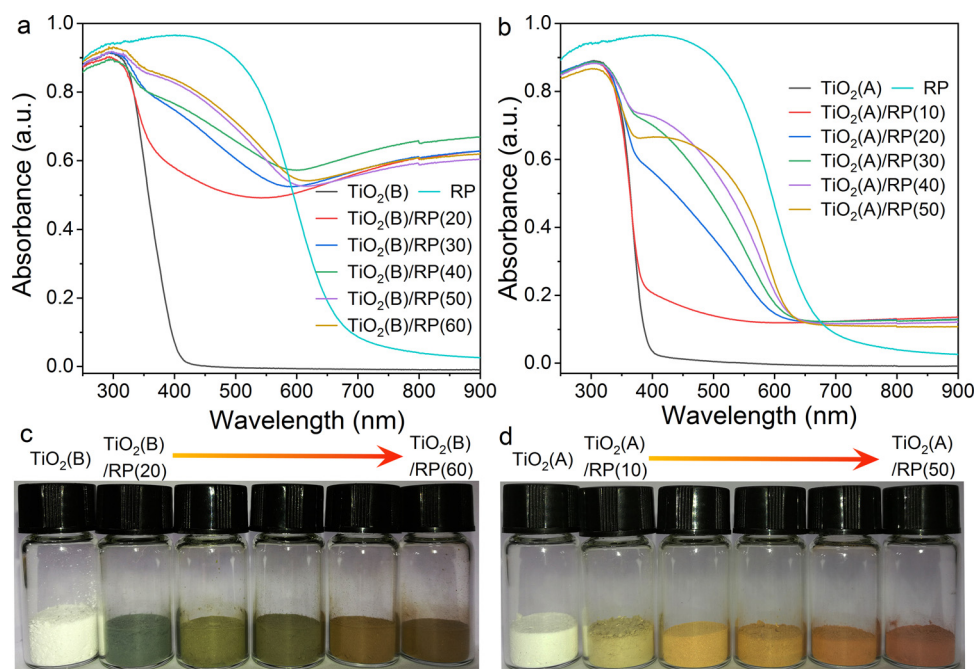 a
1.0
0.8
0.6
0.4
0.2
0.0
Absorbance (a.u.)
TiO₂(B) RP
TiO₂(B)/RP(20)
TiO₂(B)/RP(30)
TiO₂(B)/RP(40)
TiO₂(B)/RP(50)
TiO₂(B)/RP(60)
300 400 500 600 700 800 900
Wavelength (nm)
b
1.0
0.8
0.6
0.4
0.2
0.0
Absorbance (a.u.)
TiO₂(A) RP
TiO₂(A)/RP(10)
TiO₂(A)/RP(20)
TiO₂(A)/RP(30)
TiO₂(A)/RP(40)
TiO₂(A)/RP(50)
300 400 500 600 700 800 900
Wavelength (nm)
c
TiO₂(B)
TiO₂(B)
/RP(20)
TiO₂(B)
/RP(60)
d
TiO₂(A)
TiO₂(A)
/RP(10)
TiO₂(A)
/RP(50)